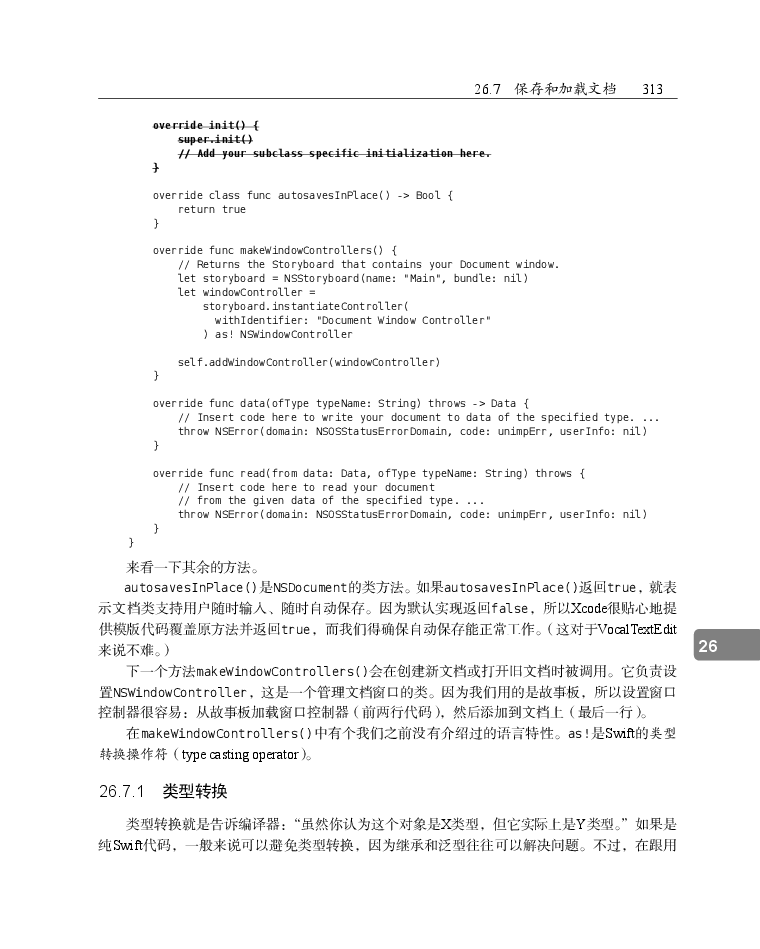 26.7 保存和加载文档 313
override init() {
super.init()
// Add your subclass specific initialization here.
}
override class func autosavesInPlace() -> Bool {
return true
}
override func makeWindowControllers() {
// Returns the Storyboard that contains your Document window.
let storyboard = NSStoryboard(name: "Main", bundle: nil)
let windowController =
storyboard.instantiateController(
withIdentifier: "Document Window Controller"
) as! NSWindowController
self.addWindowController(windowController)
}
override func data(ofType typeName: String) throws -> Data {
// Insert code here to write your document to data of the specified type. ...
throw NSError(domain: NSOSStatusErrorDomain, code: unimpErr, userInfo: nil)
}
override func read(from data: Data, ofType typeName: String) throws {
// Insert code here to read your document
// from the given data of the specified type. ...
throw NSError(domain: NSOSStatusErrorDomain, code: unimpErr, userInfo: nil)
}
}
来看一下其余的方法。
autosavesInPlace()是NSDocument的类方法。如果autosavesInPlace()返回true，就表
示文档类支持用户随时输入、随时自动保存。因为默认实现返回false，所以Xcode很贴心地提
供模版代码覆盖原方法并返回true，而我们得确保自动保存能正常工作。（这对于VocalTextEdit
来说不难。）
26
下一个方法makeWindowControllers()会在创建新文档或打开旧文档时被调用。它负责设
置NSWindowController，这是一个管理文档窗口的类。因为我们用的是故事板，所以设置窗口
控制器很容易：从故事板加载窗口控制器（前两行代码），然后添加到文档上（最后一行）。
在makeWindowControllers()中有个我们之前没有介绍过的语言特性。as!是Swift的类型
转换操作符（type casting operator）。
26.7.1 类型转换
类型转换就是告诉编译器：“虽然你认为这个对象是X类型，但它实际上是Y类型。”如果是
纯Swift代码，一般来说可以避免类型转换，因为继承和泛型往往可以解决问题。不过，在跟用